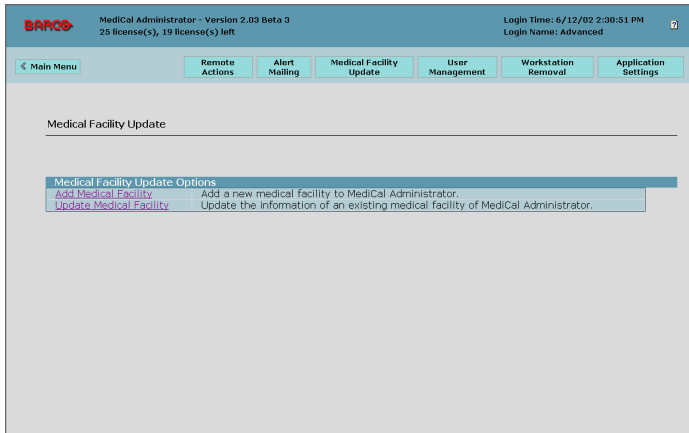 BARCO
MediCal Administrator - Version 2.03 Beta 3
25 license(s), 19 license(s) left
Login Time: 6/12/02 2:30:51 PM
Login Name: Advanced
?
« Main Menu
Remote Actions
Alert Mailing
Medical Facility Update
User Management
Workstation Removal
Application Settings
Medical Facility Update
Medical Facility Update Options
Add Medical Facility Add a new medical facility to MediCal Administrator.
Update Medical Facility Update the information of an existing medical facility of MediCal Administrator.